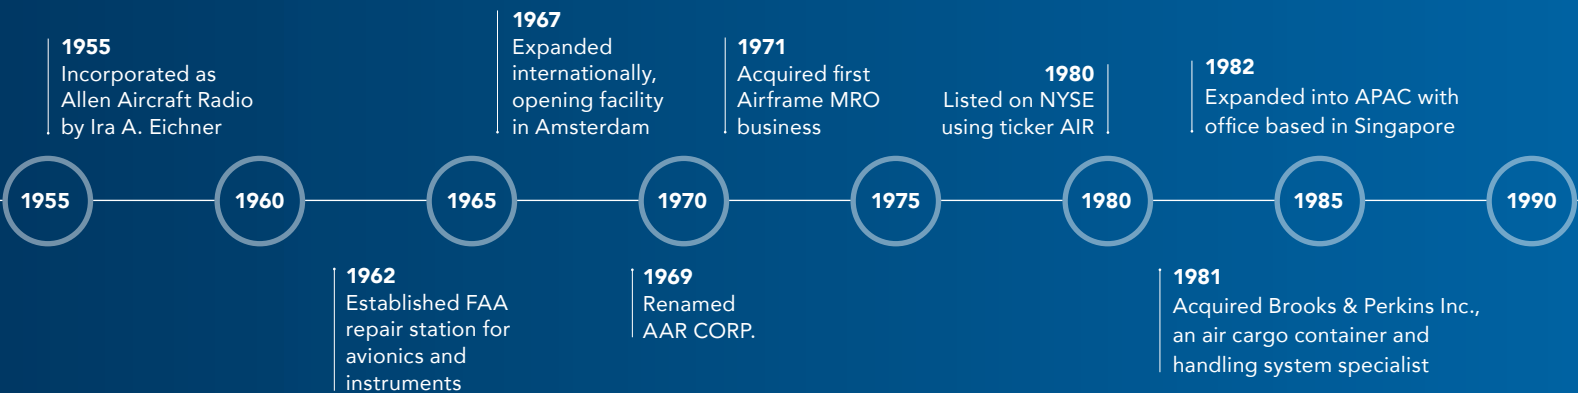 1955
Incorporated as
Allen Aircraft Radio
by Ira A. Eichner
1967
Expanded
internationally,
opening facility
in Amsterdam
1971
Acquired first
Airframe MRO
business
1980
Listed on NYSE
using ticker AIR
1982
Expanded into APAC with
office based in Singapore
1955
1960
1965
1970
1975
1980
1985
1990
1962
Established FAA
repair station for
avionics and
instruments
1969
Renamed
AAR CORP.
1981
Acquired Brooks & Perkins Inc.,
an air cargo container and
handling system specialist